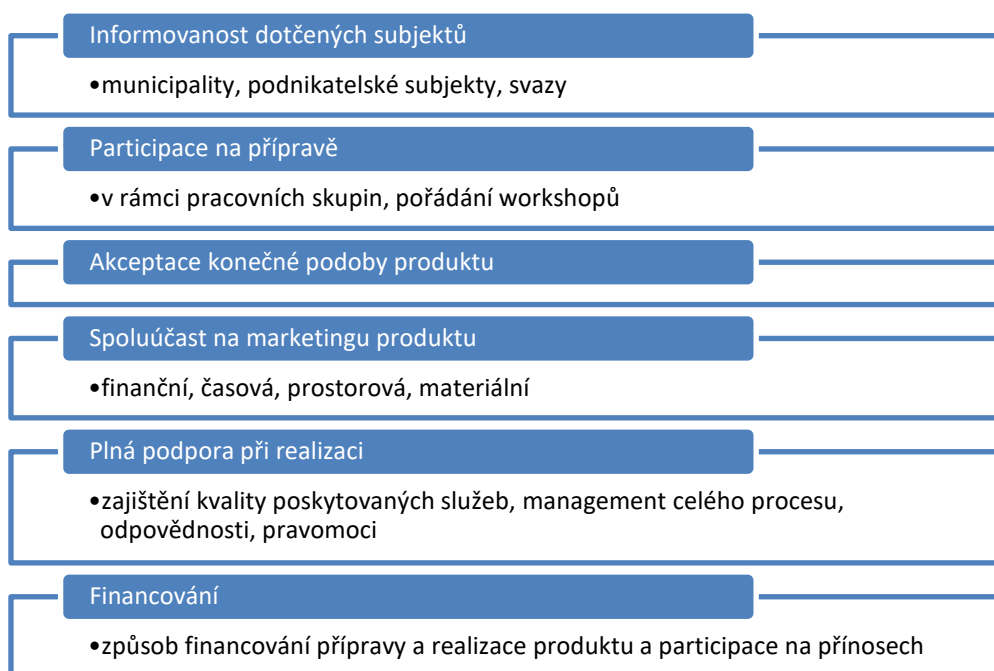 Informovanost dotčených subjektů
•municipality, podnikatelské subjekty, svazy
Participace na přípravě
•v rámci pracovních skupin, pořádání workshopů
Akceptace konečné podoby produktu
Spoluúčast na marketingu produktu
•finanční, časová, prostorová, materiální
Plná podpora při realizaci
•zajištění kvality poskytovaných služeb, management celého procesu,
odpovědnosti, pravomoci
Financování
•způsob financování přípravy a realizace produktu a participace na přínosech